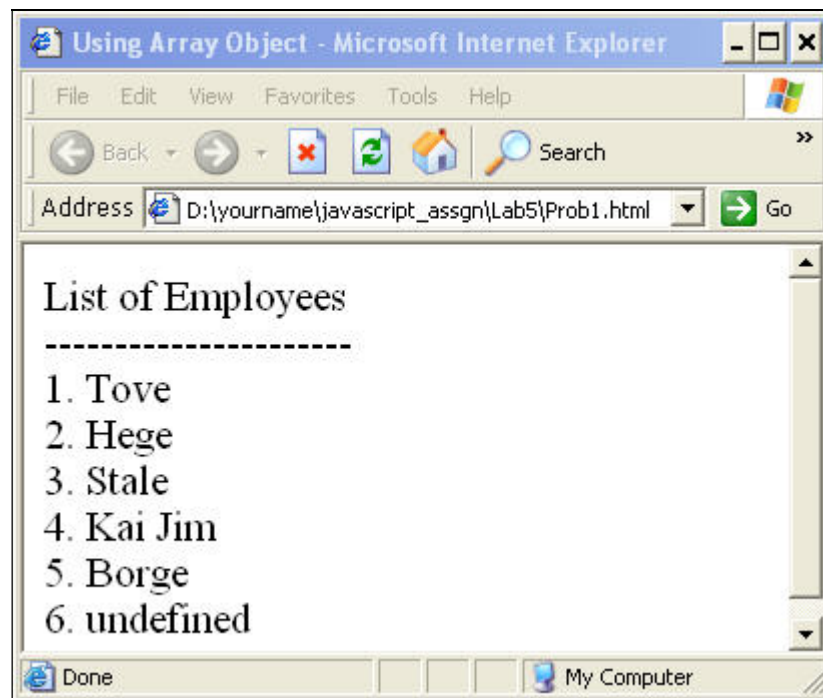 Using Array Object - Microsoft Internet Explorer
File Edit View Favorites Tools Help
Back Search »
Address D:\yourname\javascript_assgn\Lab5\Prob1.html Go
List of Employees
----------------------
1. Tove
2. Hege
3. Stale
4. Kai Jim
5. Borge
6. undefined
Done My Computer